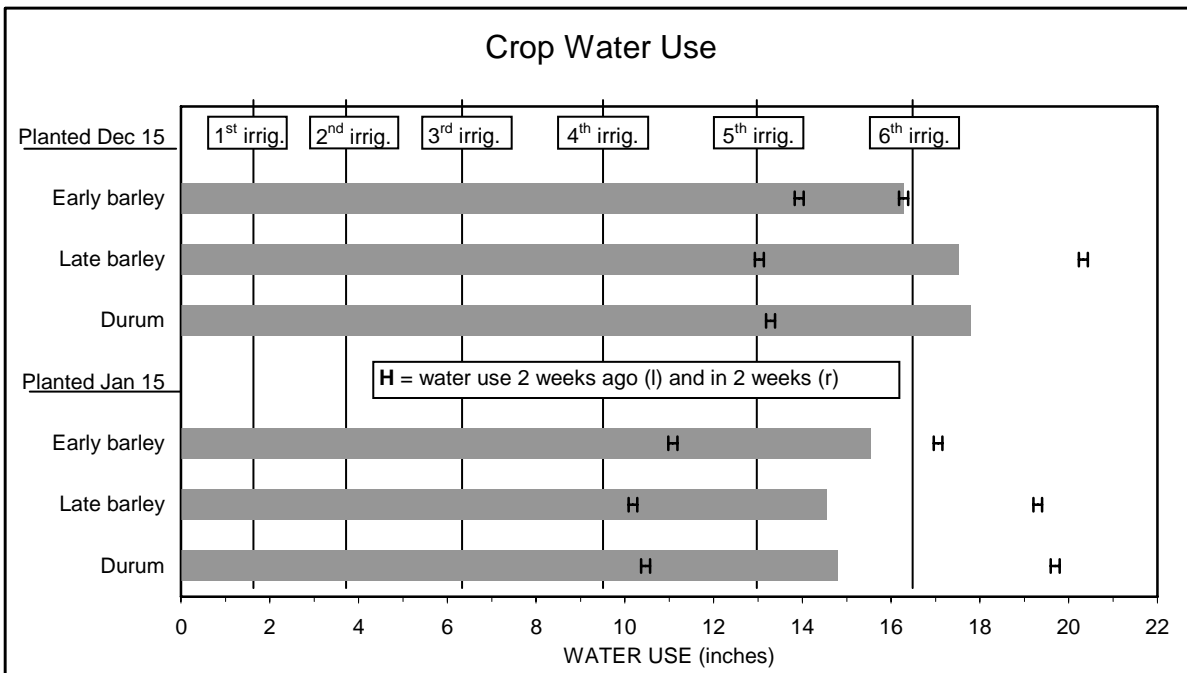 Crop Water Use
Planted Dec 15
1st irrig. 2nd irrig. 3rd irrig. 4th irrig. 5th irrig. 6th irrig.
Early barley
H H
Late barley
H H
Durum
H
Planted Jan 15
H = water use 2 weeks ago (l) and in 2 weeks (r)
Early barley
H H
Late barley
H H
Durum
H H
0 2 4 6 8 10 12 14 16 18 20 22
WATER USE (inches)